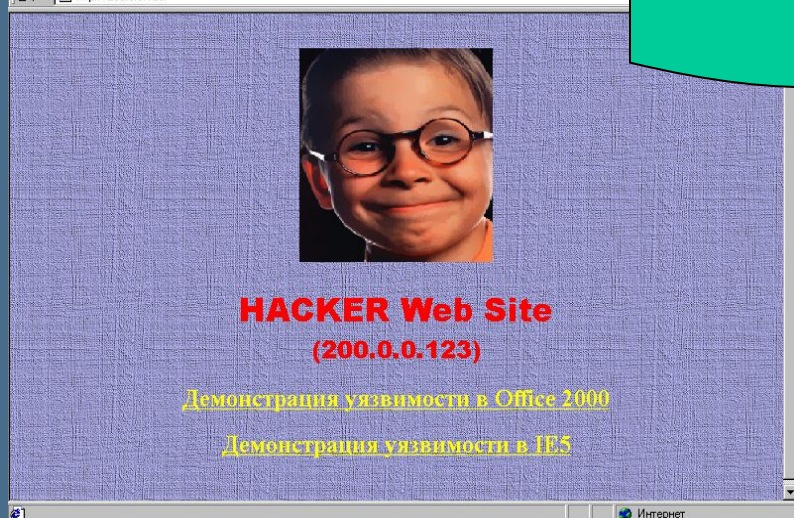 HACKER Web Site
(200.0.0.123)
Демонстрация уязвимости в Office 2000
Демонстрация уязвимости в IE5
Интернет